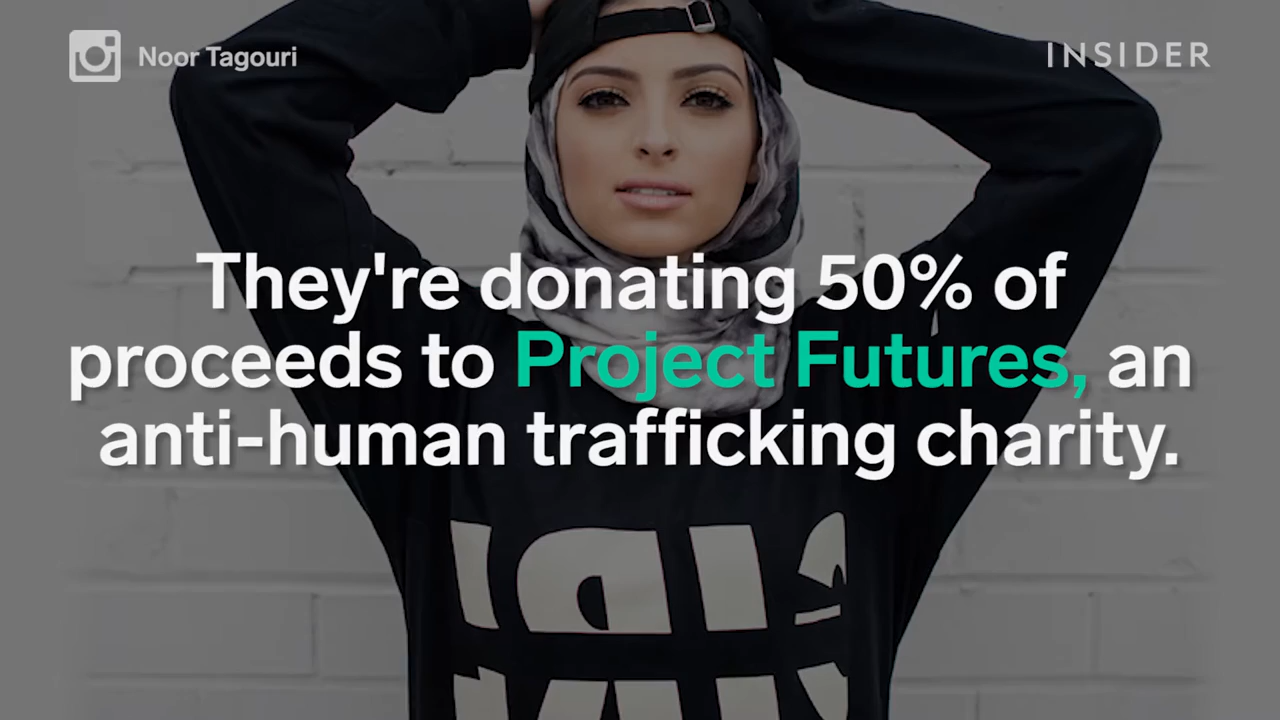 Noor Tagouri
INSIDER
They're donating 50% of
proceeds to Project Futures, an
anti-human trafficking charity.